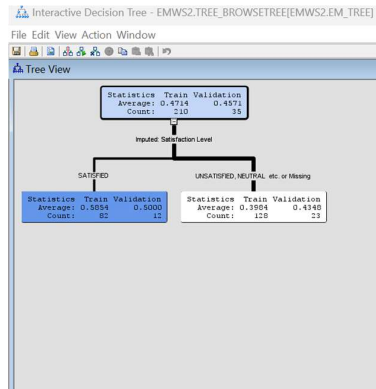 Interactive Decision Tree - EMWS2.TREE_BROWSETREE[EMWS2.EM_TREE]
File Edit View Action Window
Tree View
Statistics Train Validation
Average: 0.4714 0.4571
Count: 210 35
Imputed: Satisfaction Level
SATISFIED
UNSATISFIED, NEUTRAL etc. or Missing
Statistics Train Validation
Average: 0.5854 0.5000
Count: 82 12
Statistics Train Validation
Average: 0.3984 0.4348
Count: 128 23